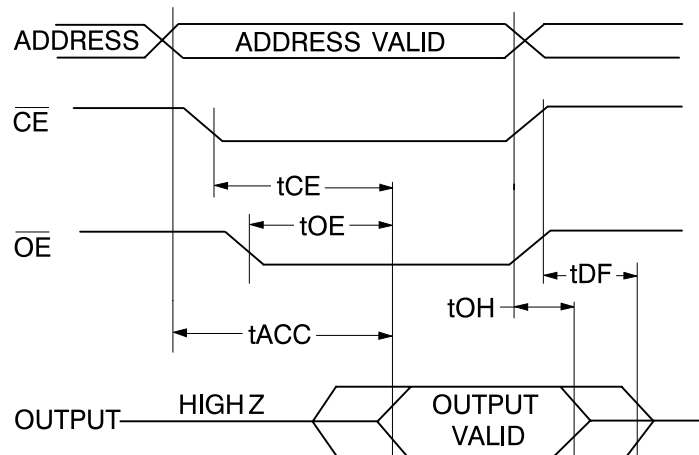 ADDRESS ADDRESS VALID
CE
tCE
tOE
OE
tDF
tOH
tACC
HIGH Z
OUTPUT
OUTPUT
VALID